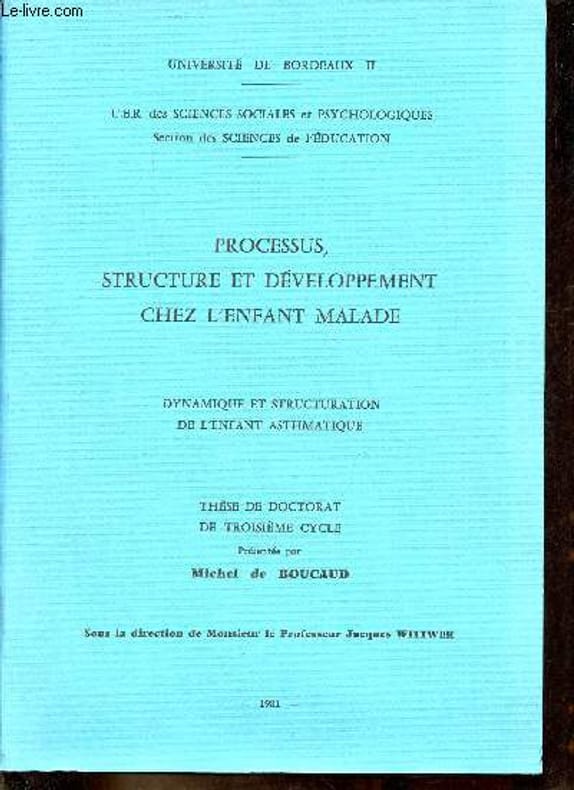 Le-livre.com
UNIVERSITÉ DE BORDEAUX II
U.E.R. des SCIENCES SOCIALES et PSYCHOLOGIQUES
Section des SCIENCES de l'ÉDUCATION
PROCESSUS,
STRUCTURE ET DÉVELOPPEMENT
CHEZ L'ENFANT MALADE
DYNAMIQUE ET STRUCTURATION
DE L'ENFANT ASTHMATIQUE
THÈSE DE DOCTORAT
DE TROISIÈME CYCLE
Présentée par
Michel de BOUCAUD
Sous la direction de Monsieur le Professeur Jacques WITTWER
- 1981 -